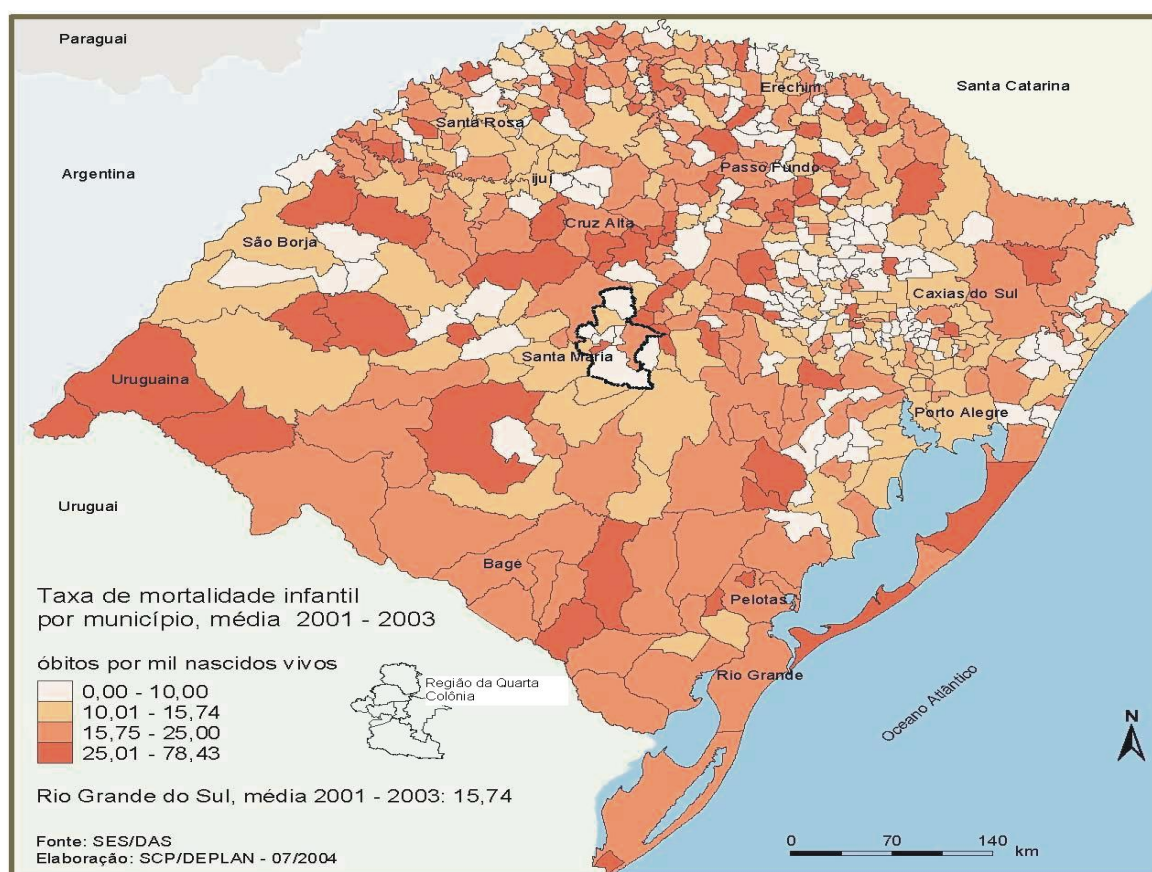 Paraguai
Santa Catarina
Erechim
Santa Rosa
Argentina
Passo Fundo
ijuí
Cruz Alta
São Borja
Caxias do Sul
Santa Maria
Uruguaina
Porto Alegre
Uruguai
Bagé
Pelotas
Rio Grande
Oceano Atlântico
Taxa de mortalidade infantil
por município, média 2001 - 2003
óbitos por mil nascidos vivos
0,00 - 10,00
10,01 - 15,74
15,75 - 25,00
25,01 - 78,43
Região da Quarta
Colônia
Rio Grande do Sul, média 2001 - 2003: 15,74
Fonte: SES/DAS
Elaboração: SCP/DEPLAN - 07/2004
N
0 70 140
km